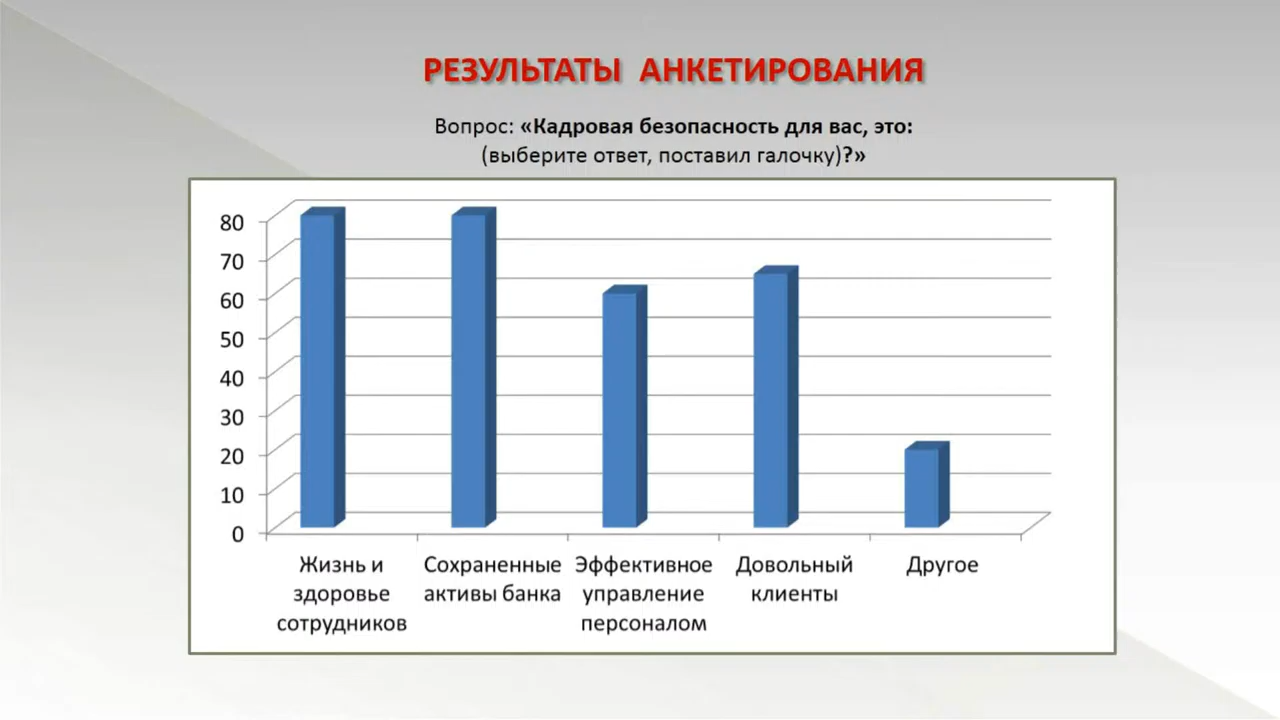 РЕЗУЛЬТАТЫ АНКЕТИРОВАНИЯ
Вопрос: «Кадровая безопасность для вас, это:
(выберите ответ, поставил галочку)?»
80
70
60
50
40
30
20
10
0
Жизнь и
здоровье
сотрудников
Сохраненные
активы банка
Эффективное
управление
персоналом
Довольный
клиенты
Другое